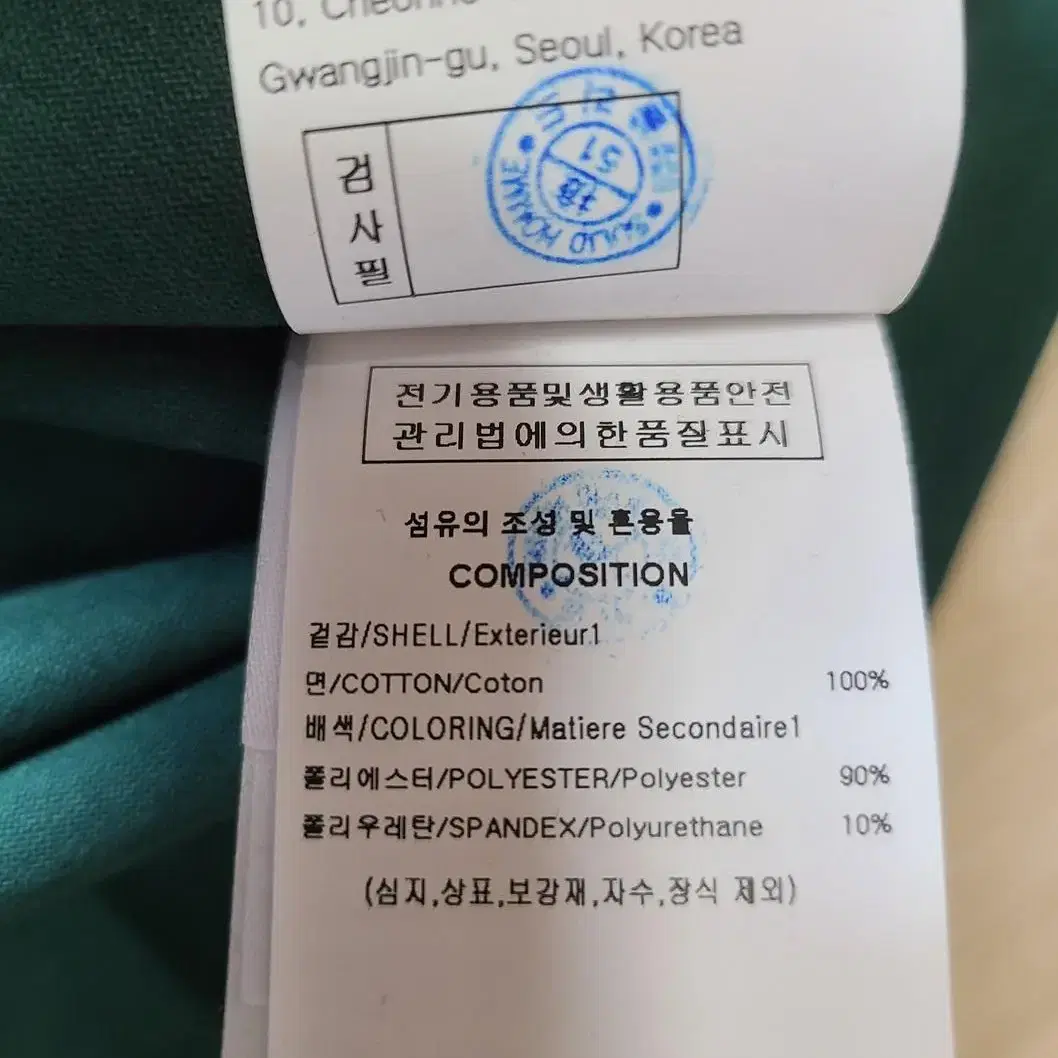 10,
Gwangjin-gu, Seoul, Korea
검
사
필
51
전기용품및생활용품안전
관리법에의한품질표시
섬유의 조성 및 혼용율
COMPOSITION
겉감/SHELL/Exterieur1
면/COTTON/Coton 100%
배색/COLORING/Matiere Secondaire1
폴리에스터/POLYESTER/Polyester 90%
폴리우레탄/SPANDEX/Polyurethane 10%
(심지,상표,보강재,자수,장식 제외)